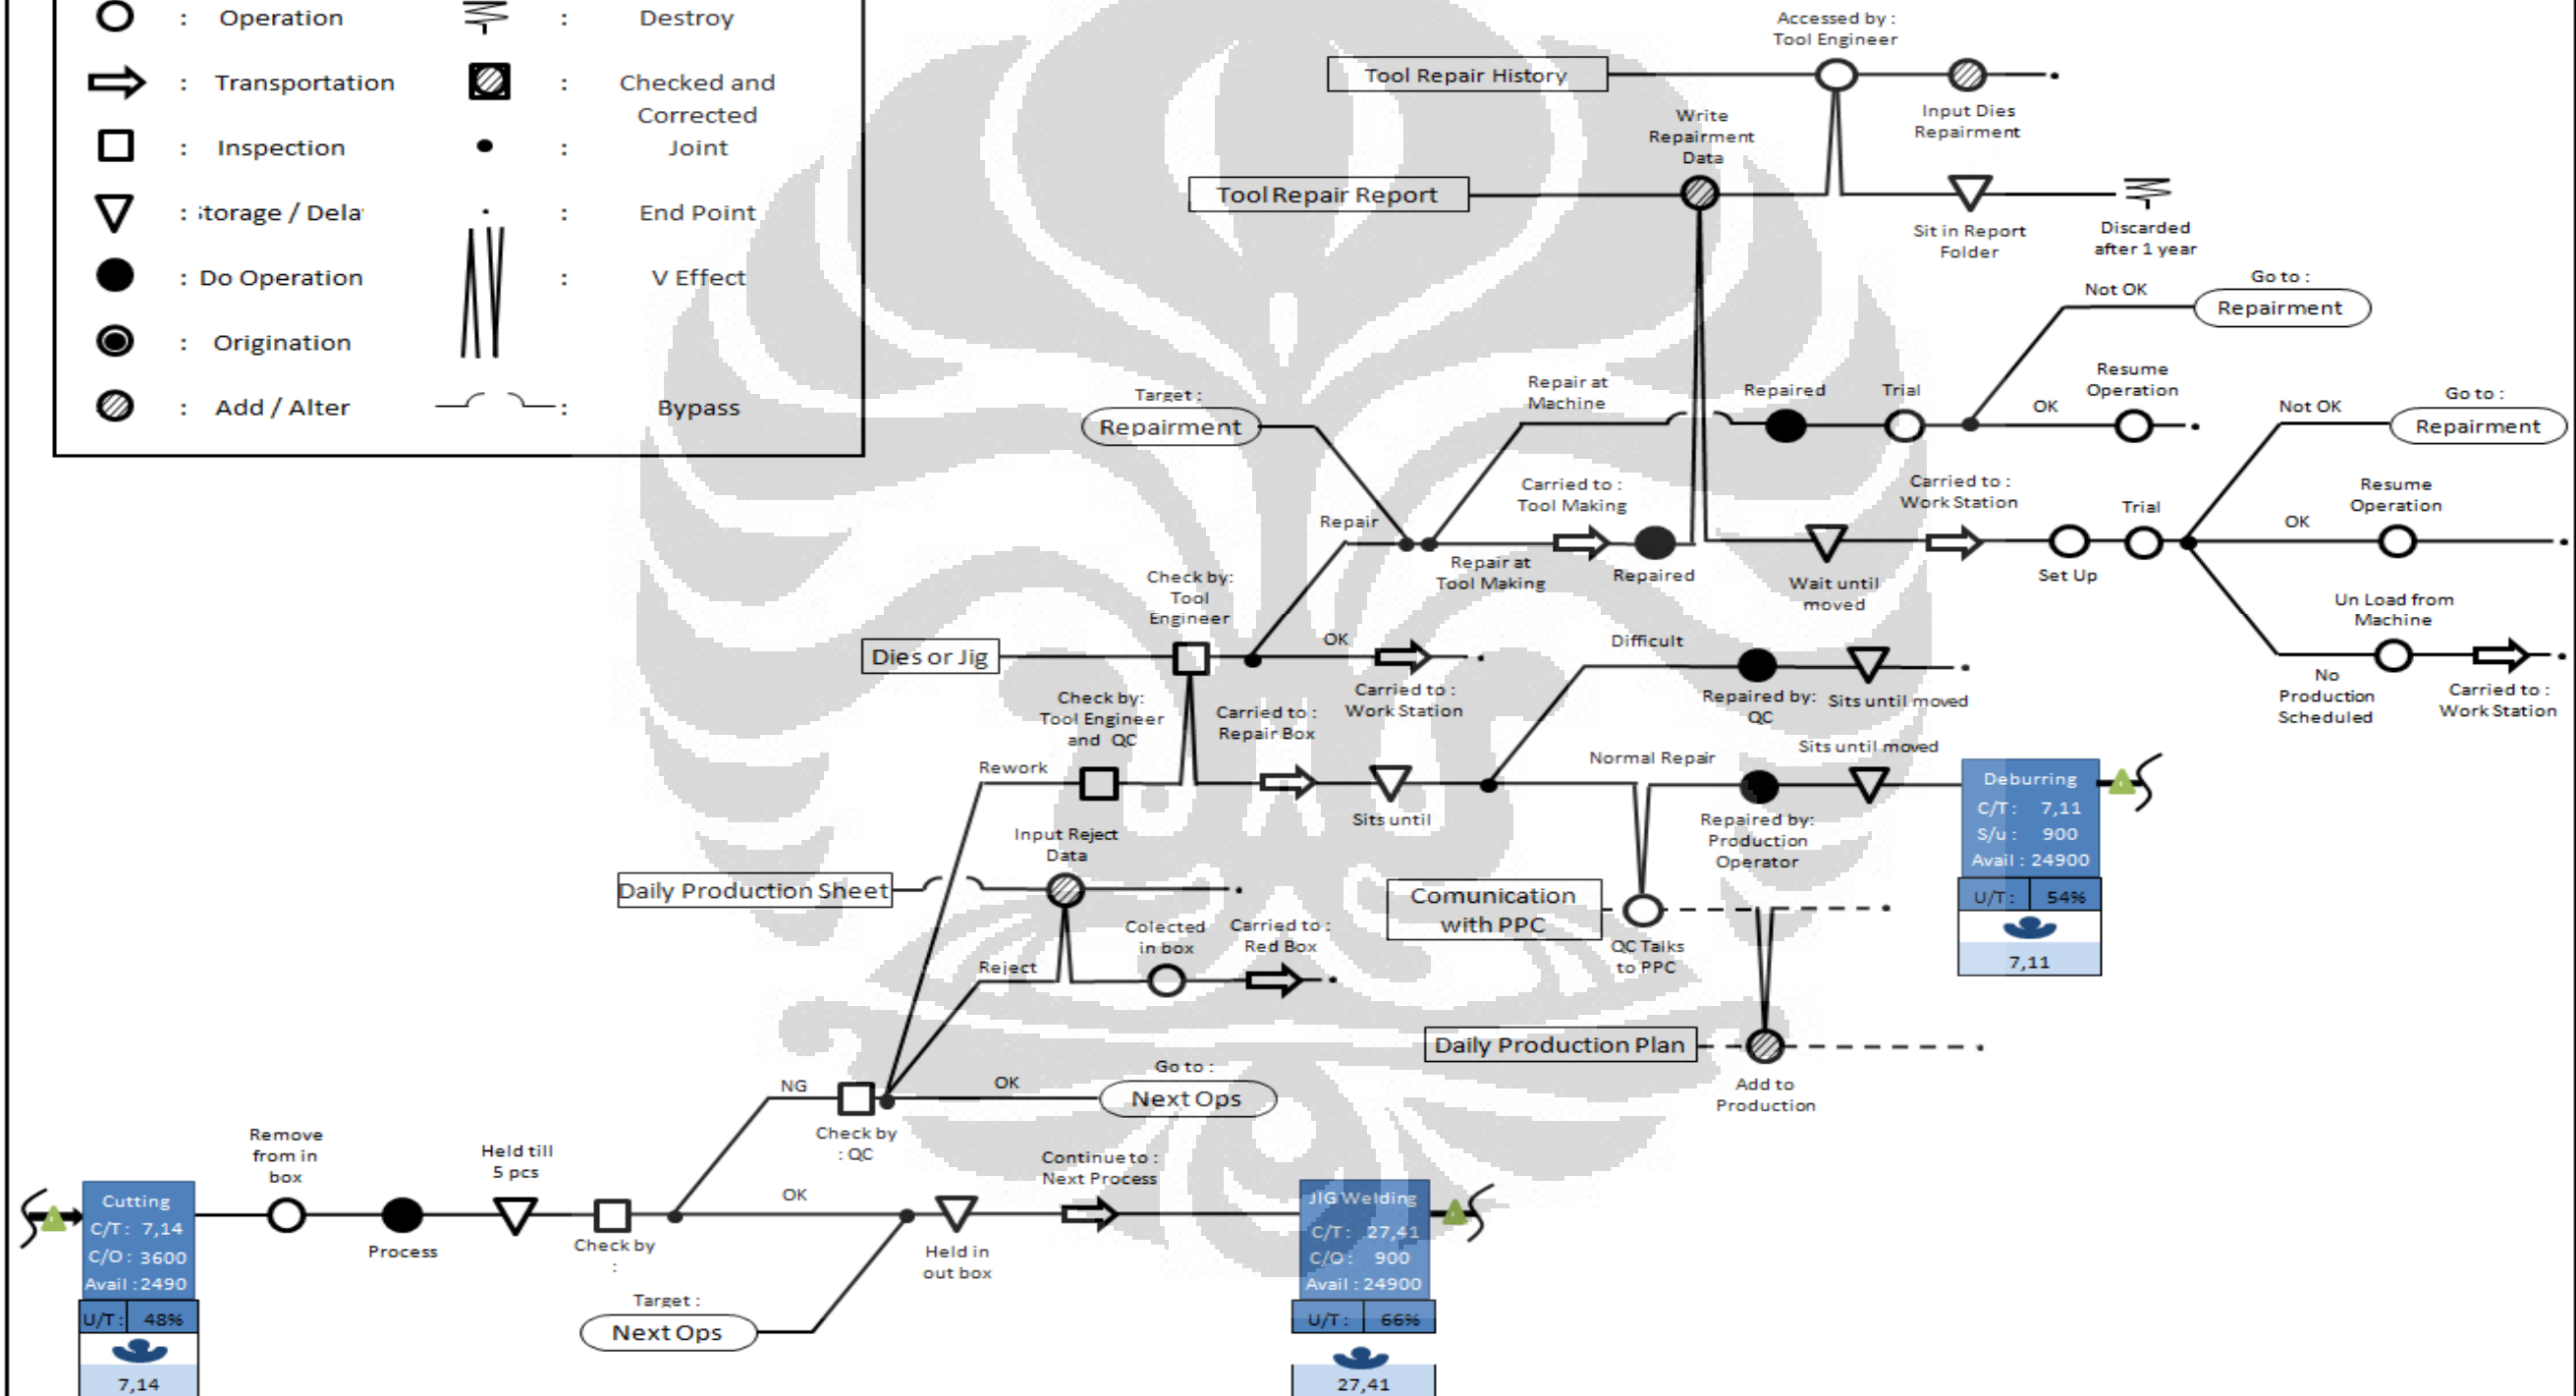 : Operation
: Destroy
: Transportation
: Checked and
Corrected
: Inspection
: Joint
: torage / Dela
: End Point
: Do Operation
: V Effect
: Origination
: Add / Alter
: Bypass
Accessed by :
Tool Engineer
Tool Repair History
Input Dies
Repairment
Write
Repairment
Data
Tool Repair Report
Sit in Report
Folder
Discarded
after 1 year
Go to :
Not OK
Repairment
Target :
Repairment
Repair at
Machine
Repaired
Trial
OK
Resume
Operation
Not OK
Go to :
Repairment
Repair
Carried to :
Tool Making
Repair at
Tool Making
Repaired
Wait until
moved
Carried to :
Work Station
Set Up
Trial
OK
Resume
Operation
Un Load from
Machine
No
Production
Scheduled
Carried to :
Work Station
Check by:
Tool
Engineer
Dies or Jig
OK
Carried to :
Work Station
Difficult
Repaired by:
QC
Sits until moved
Check by:
Tool Engineer
and QC
Carried to :
Repair Box
Rework
Sits until
Normal Repair
Sits until moved
Repaired by:
Production
Operator
Deburring
C/T : 7,11
S/u : 900
Avail : 24900
U/T : 54%
7,11
Input Reject
Data
Daily Production Sheet
Comunication
with PPC
QC Talks
to PPC
Colected
in box
Carried to :
Red Box
Reject
Daily Production Plan
Add to
Production
NG
OK
Go to :
Next Ops
Check by
: QC
Remove
from in
box
Held till
5 pcs
Continue to :
Next Process
Cutting
C/T : 7,14
C/O : 3600
Avail : 2490
U/T : 48%
7,14
Process
Check by
:
OK
Held in
out box
Target :
Next Ops
JIG Welding
C/T : 27,41
C/O : 900
Avail : 24900
U/T : 66%
27,41